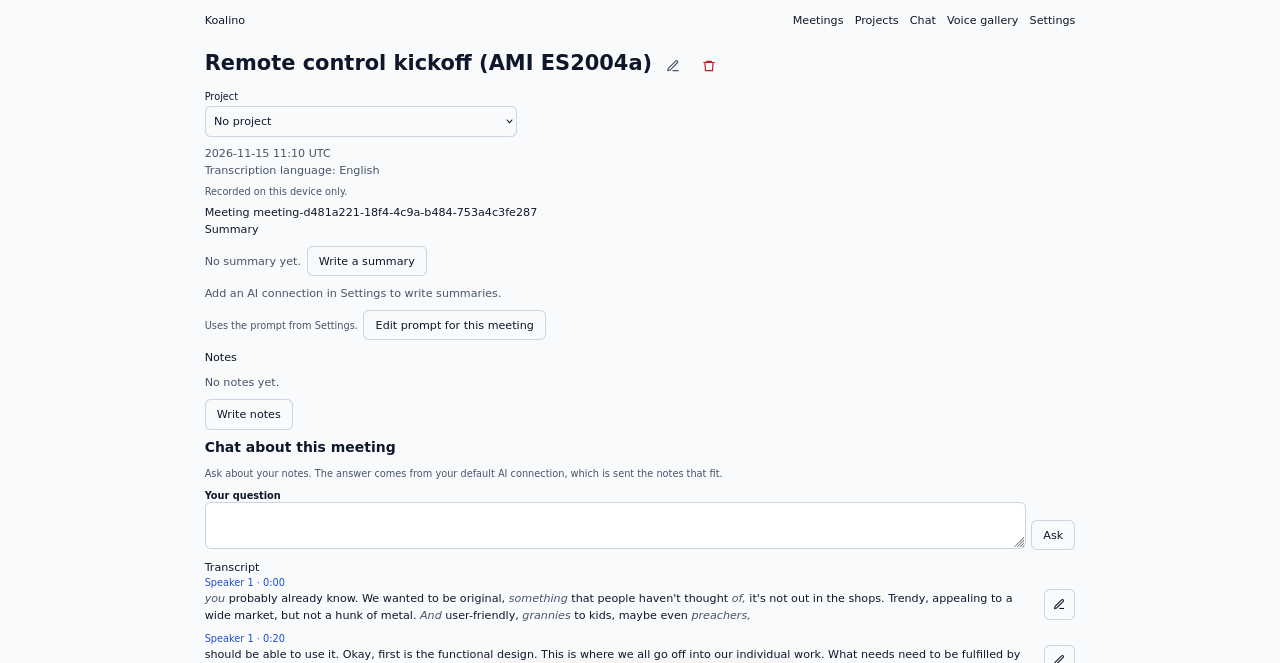 Koalino
Meetings Projects Chat Voice gallery Settings
Remote control kickoff (AMI ES2004a)
Project
No project
2026-11-15 11:10 UTC
Transcription language: English
Recorded on this device only.
Meeting meeting-d481a221-18f4-4c9a-b484-753a4c3fe287
Summary
No summary yet. Write a summary
Add an AI connection in Settings to write summaries.
Uses the prompt from Settings. Edit prompt for this meeting
Notes
No notes yet.
Write notes
Chat about this meeting
Ask about your notes. The answer comes from your default AI connection, which is sent the notes that fit.
Your question
Ask
Transcript
Speaker 1 · 0:00
you probably already know. We wanted to be original, something that people haven't thought of, it's not out in the shops. Trendy, appealing to a
wide market, but not a hunk of metal. And user-friendly, grannies to kids, maybe even preachers,
Speaker 1 · 0:20
should be able to use it. Okay, first is the functional design. This is where we all go off into our individual work. What needs need to be fulfilled by